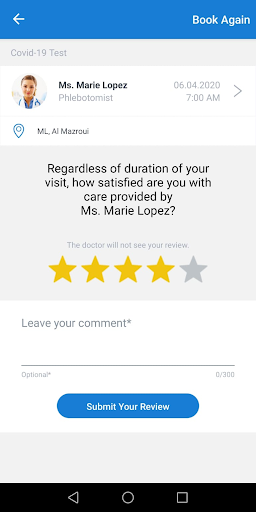 Book Again
Covid-19 Test
Ms. Marie Lopez 06.04.2020
Phlebotomist 7:00 AM
ML, Al Mazroui
Regardless of duration of your
visit, how satisfied are you with
care provided by
Ms. Marie Lopez?
The doctor will not see your review.
Leave your comment*
Optional* 0/300
Submit Your Review